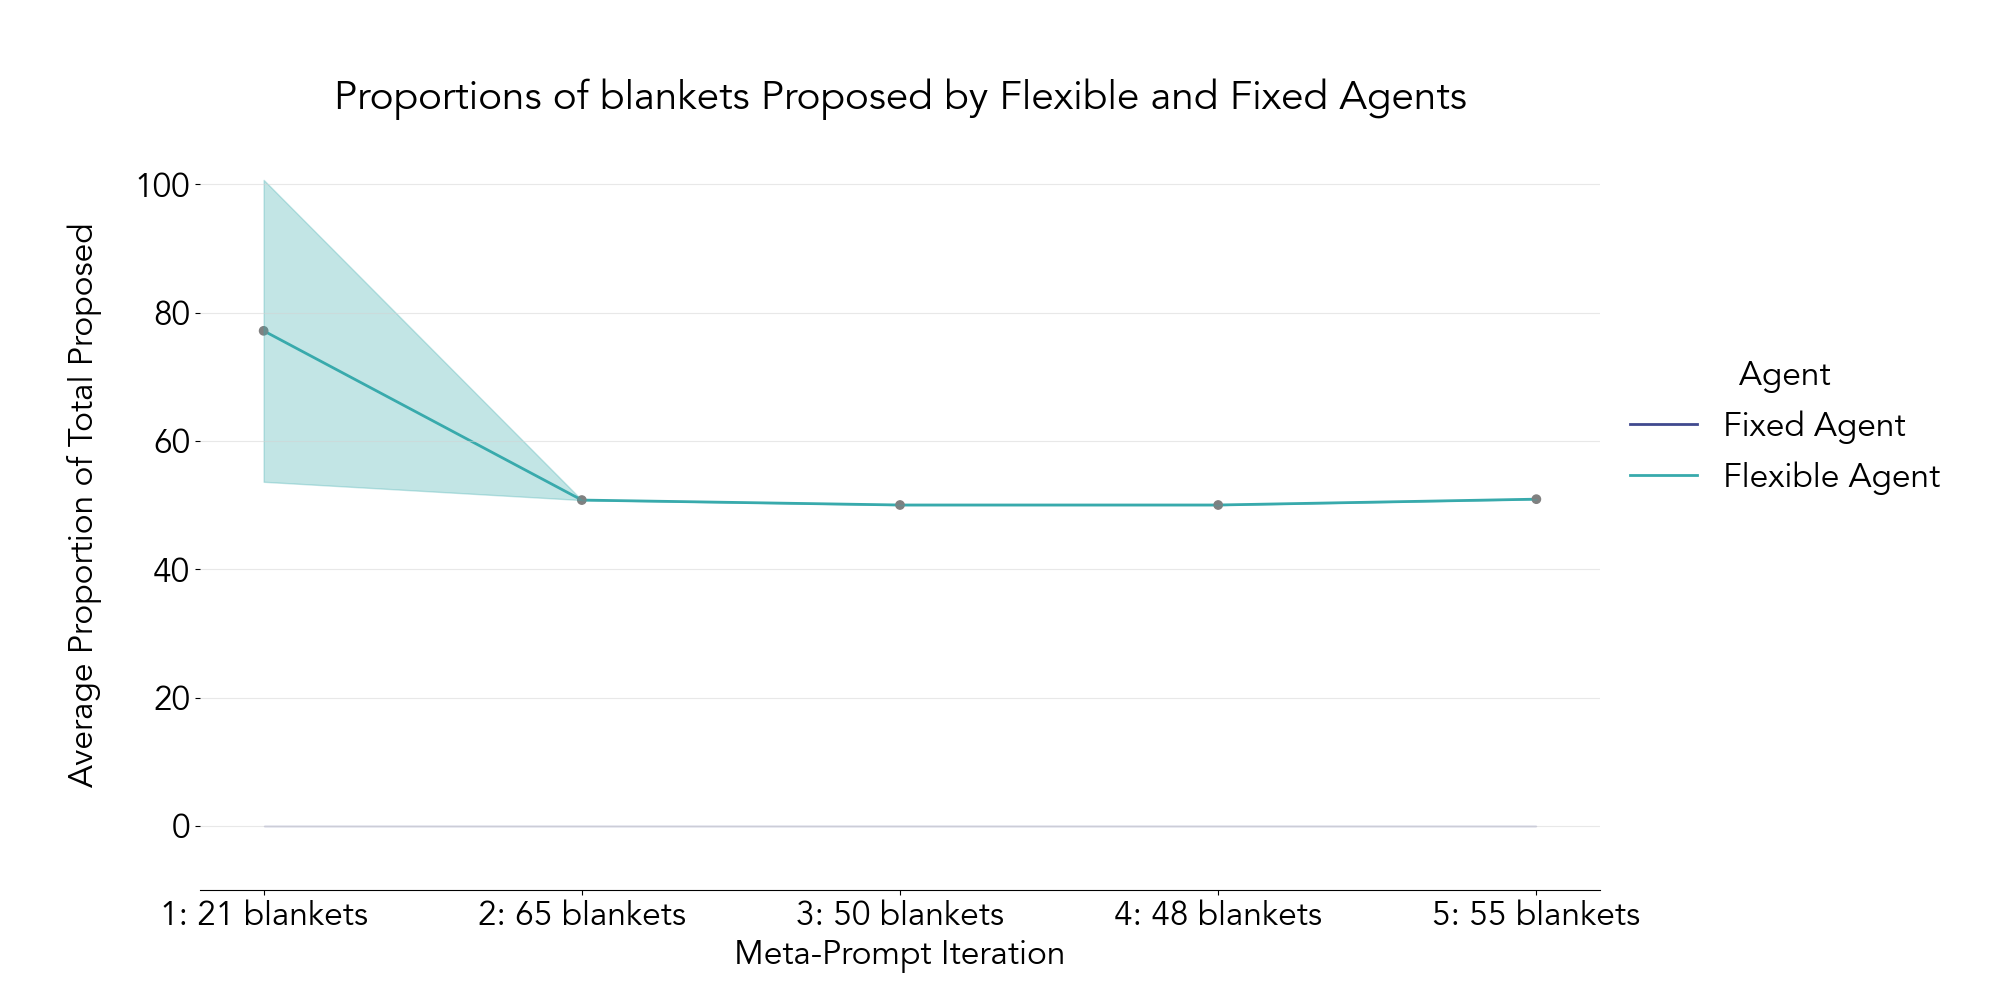 Proportions of blankets Proposed by Flexible and Fixed Agents
Average Proportion of Total Proposed
100
80
60
40
20
0
1: 21 blankets
2: 65 blankets
3: 50 blankets
4: 48 blankets
5: 55 blankets
Meta-Prompt Iteration
Agent
Fixed Agent
Flexible Agent